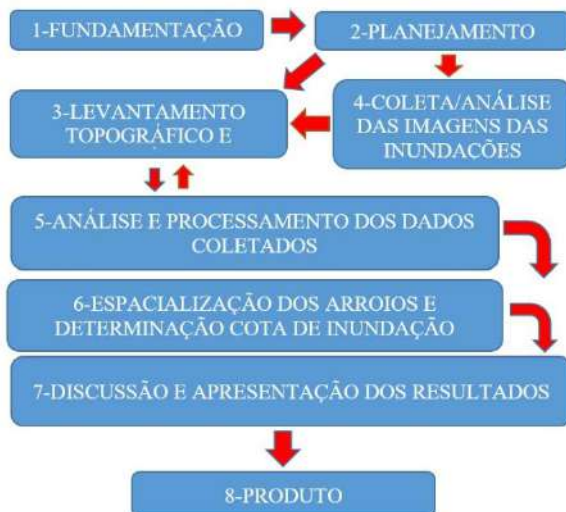 1-FUNDAMENTAÇÃO
2-PLANEJAMENTO
3-LEVANTAMENTO
TOPOGRÁFICO E
4-COLETA/ANÁLISE
DAS IMAGENS DAS
INUNDAÇÕES
5-ANÁLISE E PROCESSAMENTO DOS DADOS
COLETADOS
6-ESPACIALIZAÇÃO DOS ARROIOS E
DETERMINAÇÃO COTA DE INUNDAÇÃO
7-DISCUSSÃO E APRESENTAÇÃO DOS RESULTADOS
8-PRODUTO